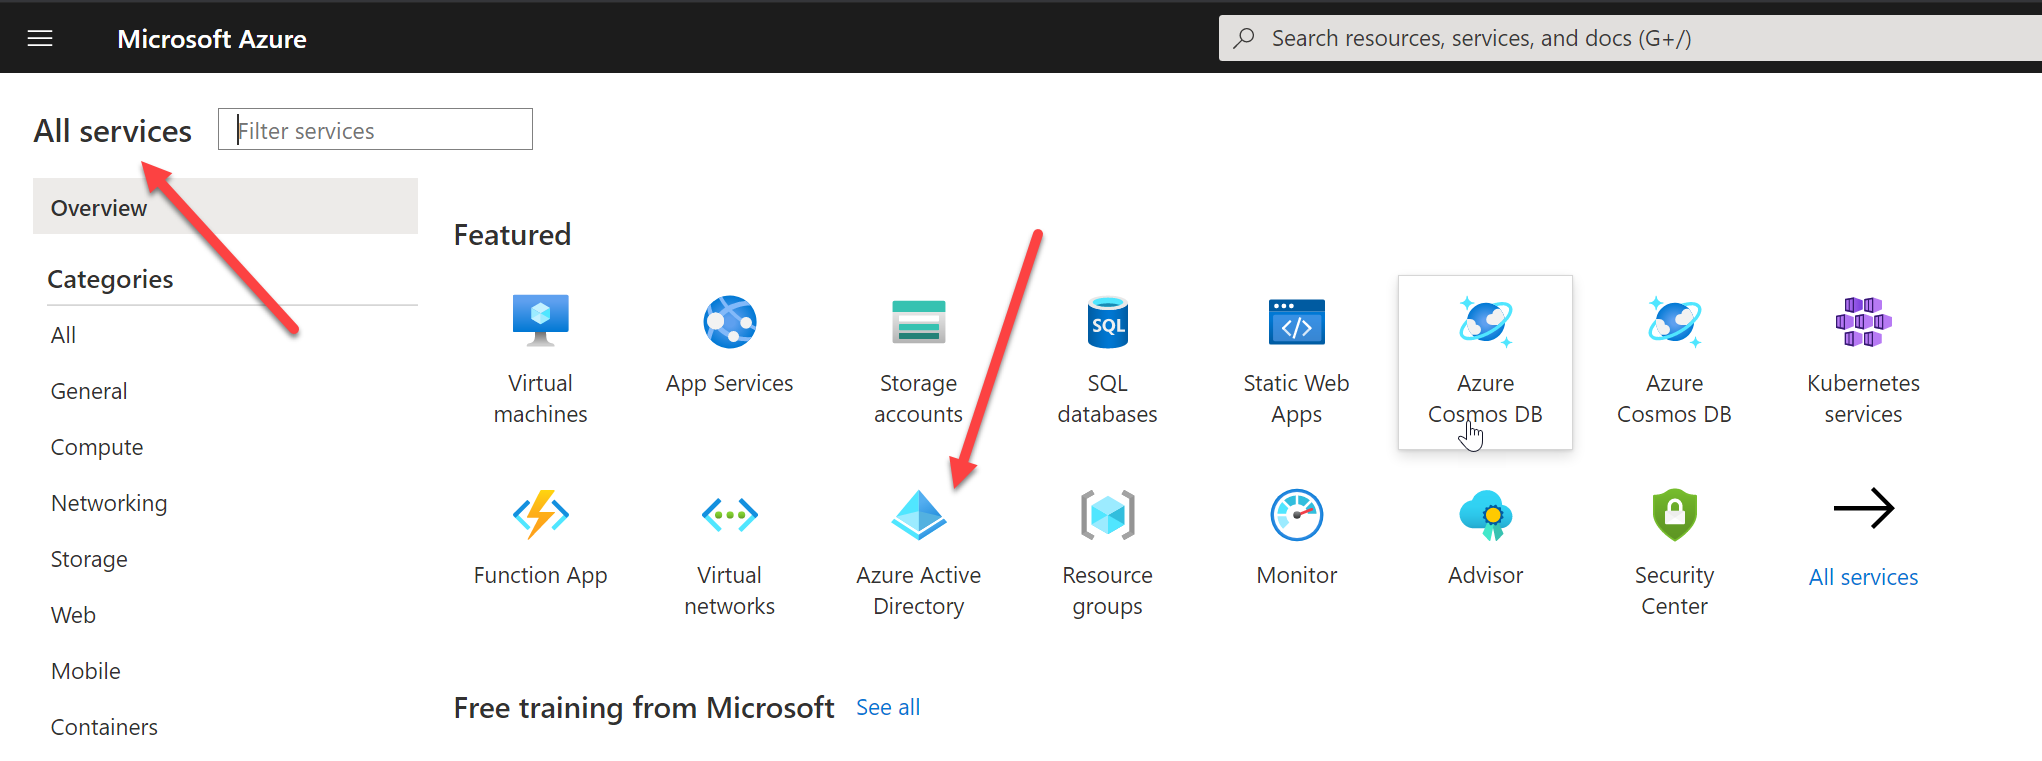 Microsoft Azure
Search resources, services, and docs (G+/)
All services
Filter services
Overview
Categories
All
General
Compute
Networking
Storage
Web
Mobile
Containers
Featured
Virtual
machines
App Services
Storage
accounts
SQL
SQL
databases
Static Web
Apps
Azure
Cosmos DB
Azure
Cosmos DB
Kubernetes
services
Function App
Virtual
networks
Azure Active
Directory
Resource
groups
Monitor
Advisor
Security
Center
All services
Free training from Microsoft See all